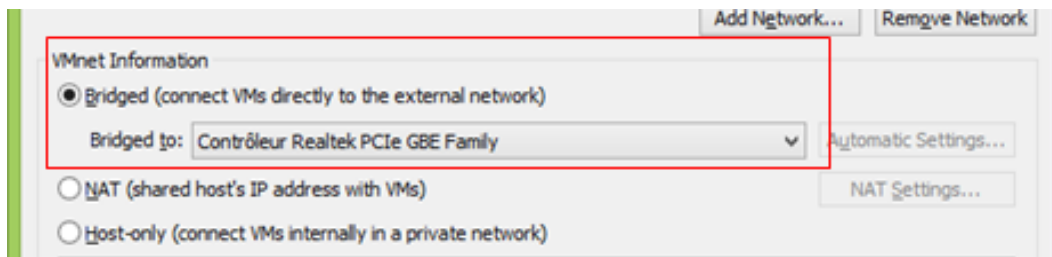 Add Network... Remove Network
VMnet Information
Bridged (connect VMs directly to the external network)
Bridged to: Contrôleur Realtek PCIe GBE Family Automatic Settings...
NAT (shared host's IP address with VMs) NAT Settings...
Host-only (connect VMs internally in a private network)